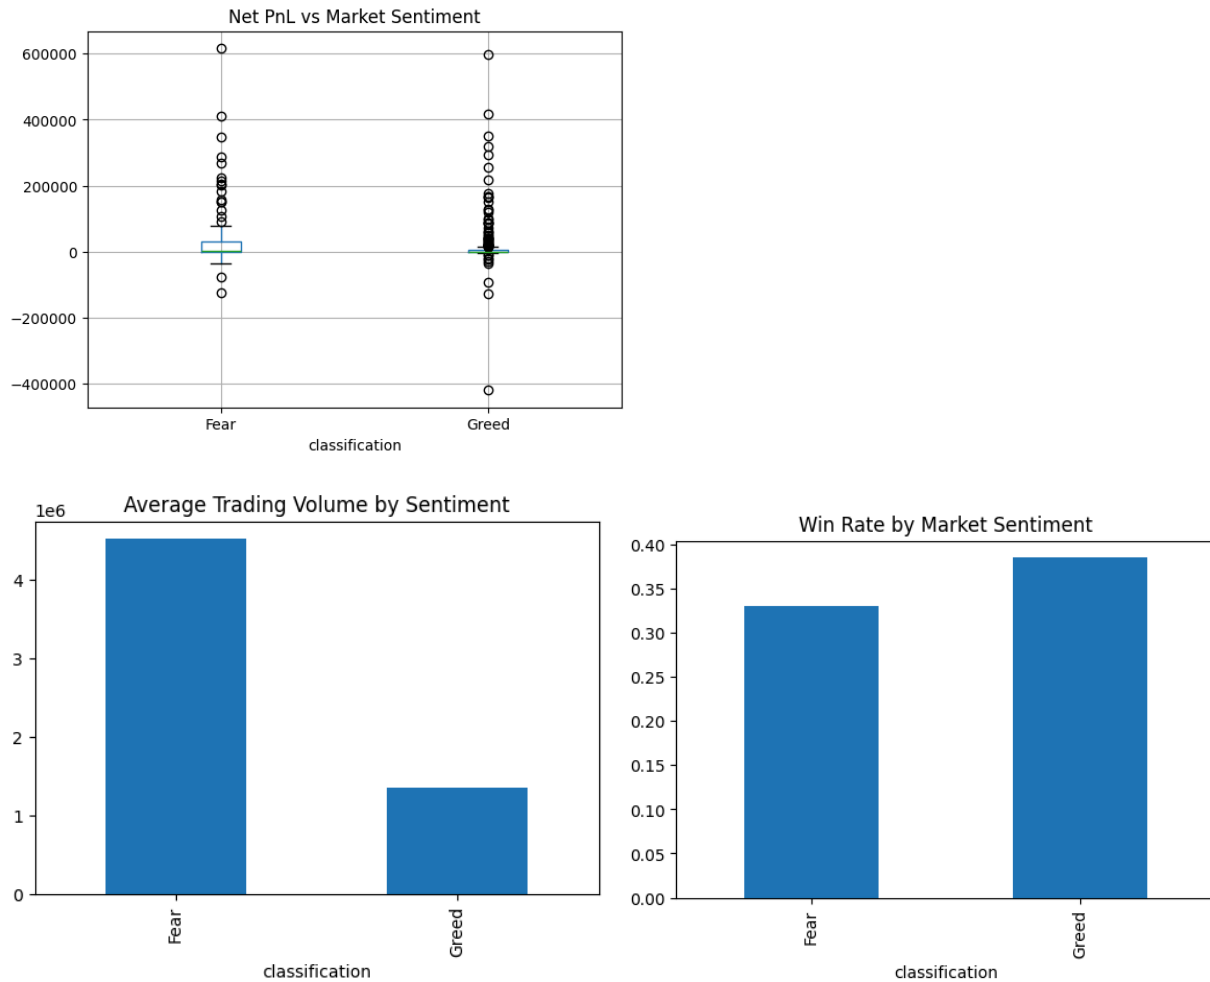 Net PnL vs Market Sentiment
600000
400000
200000
0
−200000
−400000
Fear Greed
classification
Average Trading Volume by Sentiment
1e6
4
3
2
1
0
Fear
Greed
classification
Win Rate by Market Sentiment
0.40
0.35
0.30
0.25
0.20
0.15
0.10
0.05
0.00
Fear
Greed
classification